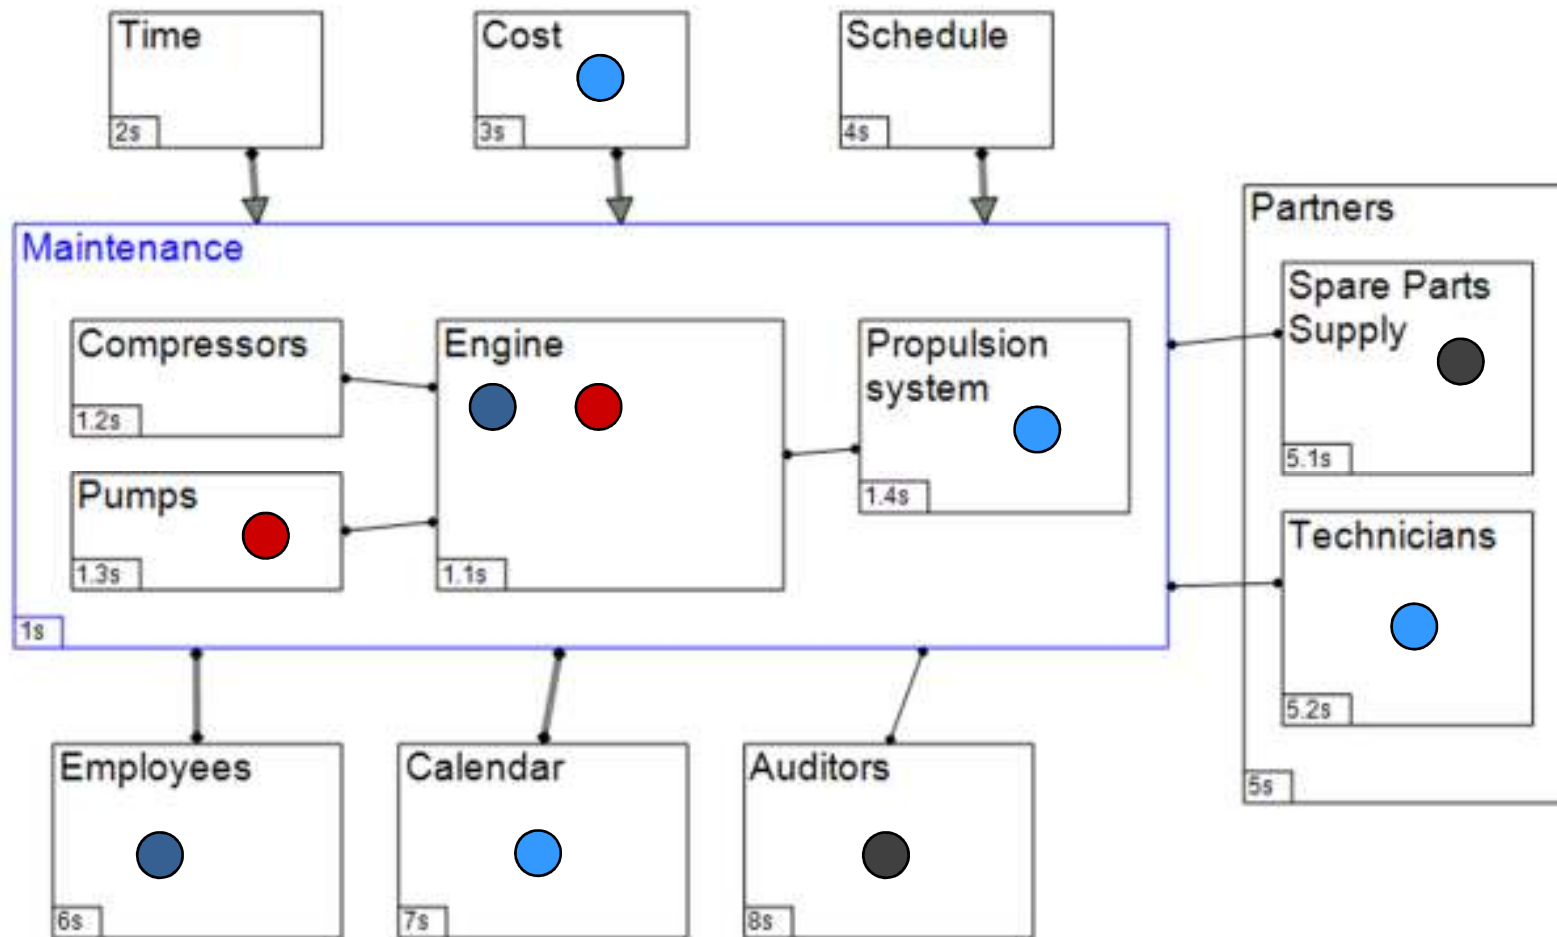 Time
2s
Cost
3s
Schedule
4s
Maintenance
Compressors
1.2s
Pumps
1.3s
Engine
1.1s
Propulsion
system
1.4s
1s
Partners
Spare Parts
Supply
5.1s
Technicians
5.2s
5s
Employees
6s
Calendar
7s
Auditors
8s